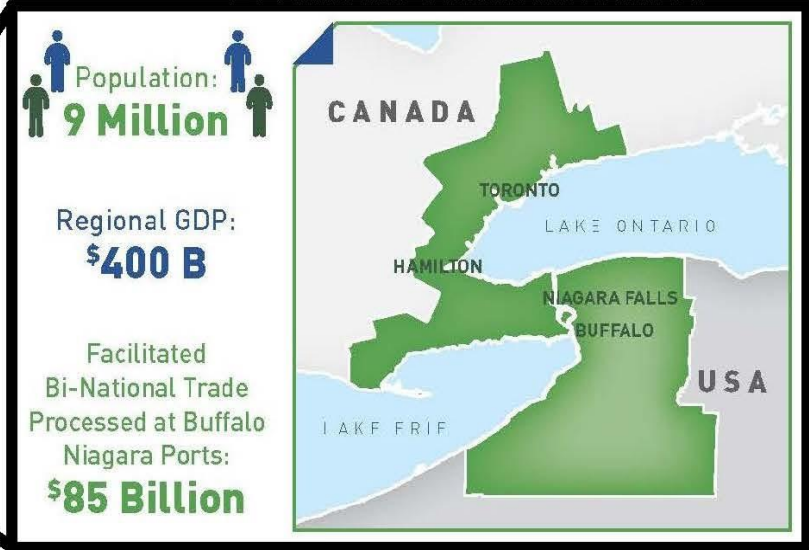 Population:
9 Million
Regional GDP:
$400 B
Facilitated
Bi-National Trade
Processed at Buffalo
Niagara Ports:
$85 Billion
CANADA
TORONTO
LAKE ONTARIO
HAMILTON
NIAGARA FALLS
BUFFALO
USA
LAKE ERIE